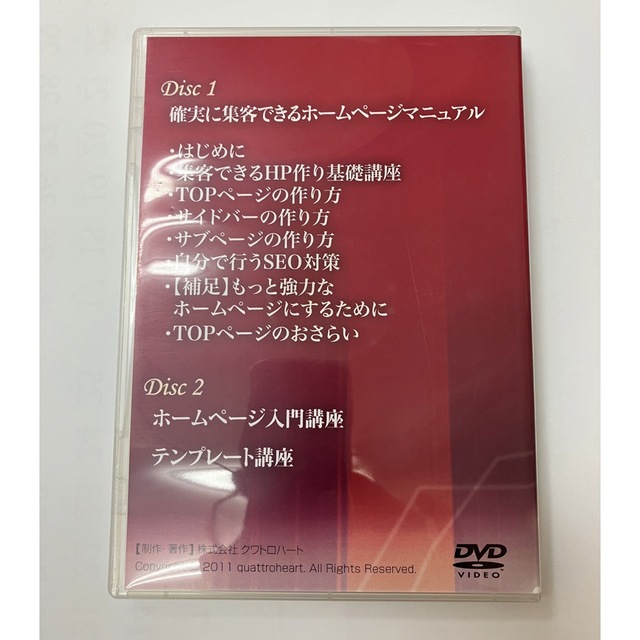 Disc 1
確実に集客できるホームページマニュアル
・はじめに
・集客できるHP作り基礎講座
・TOPページの作り方
・サイドバーの作り方
・サブページの作り方
・自分で行うSEO対策
・【補足】もっと強力な
ホームページにするために
・TOPページのおさらい
Disc 2
ホームページ入門講座
テンプレート講座
【制作・著作】株式会社 クワトロハート
Copyright 2011 quattroheart. All Rights Reserved.
DVD
VIDEO